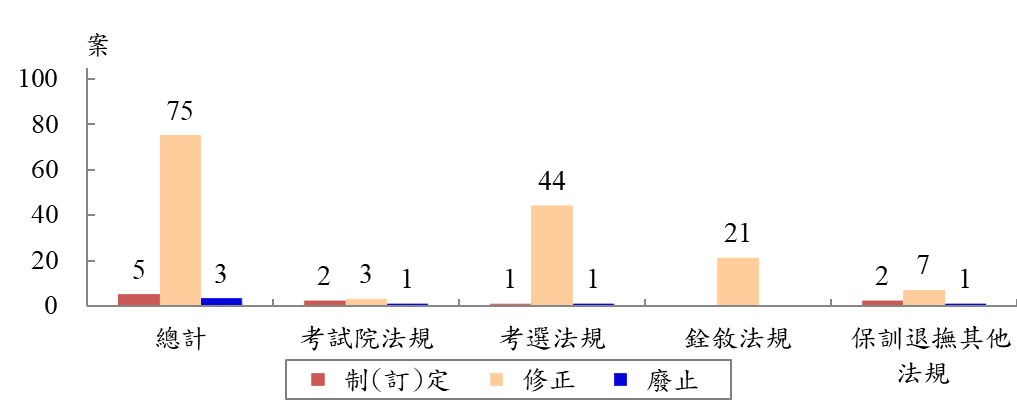 案
100
80
60
40
20
0
5
75
3
2
3
1
1
44
1
21
2
7
1
總計
考試院法規
考選法規
銓敘法規
保訓退撫其他
法規
制(訂)定
修正
廢止